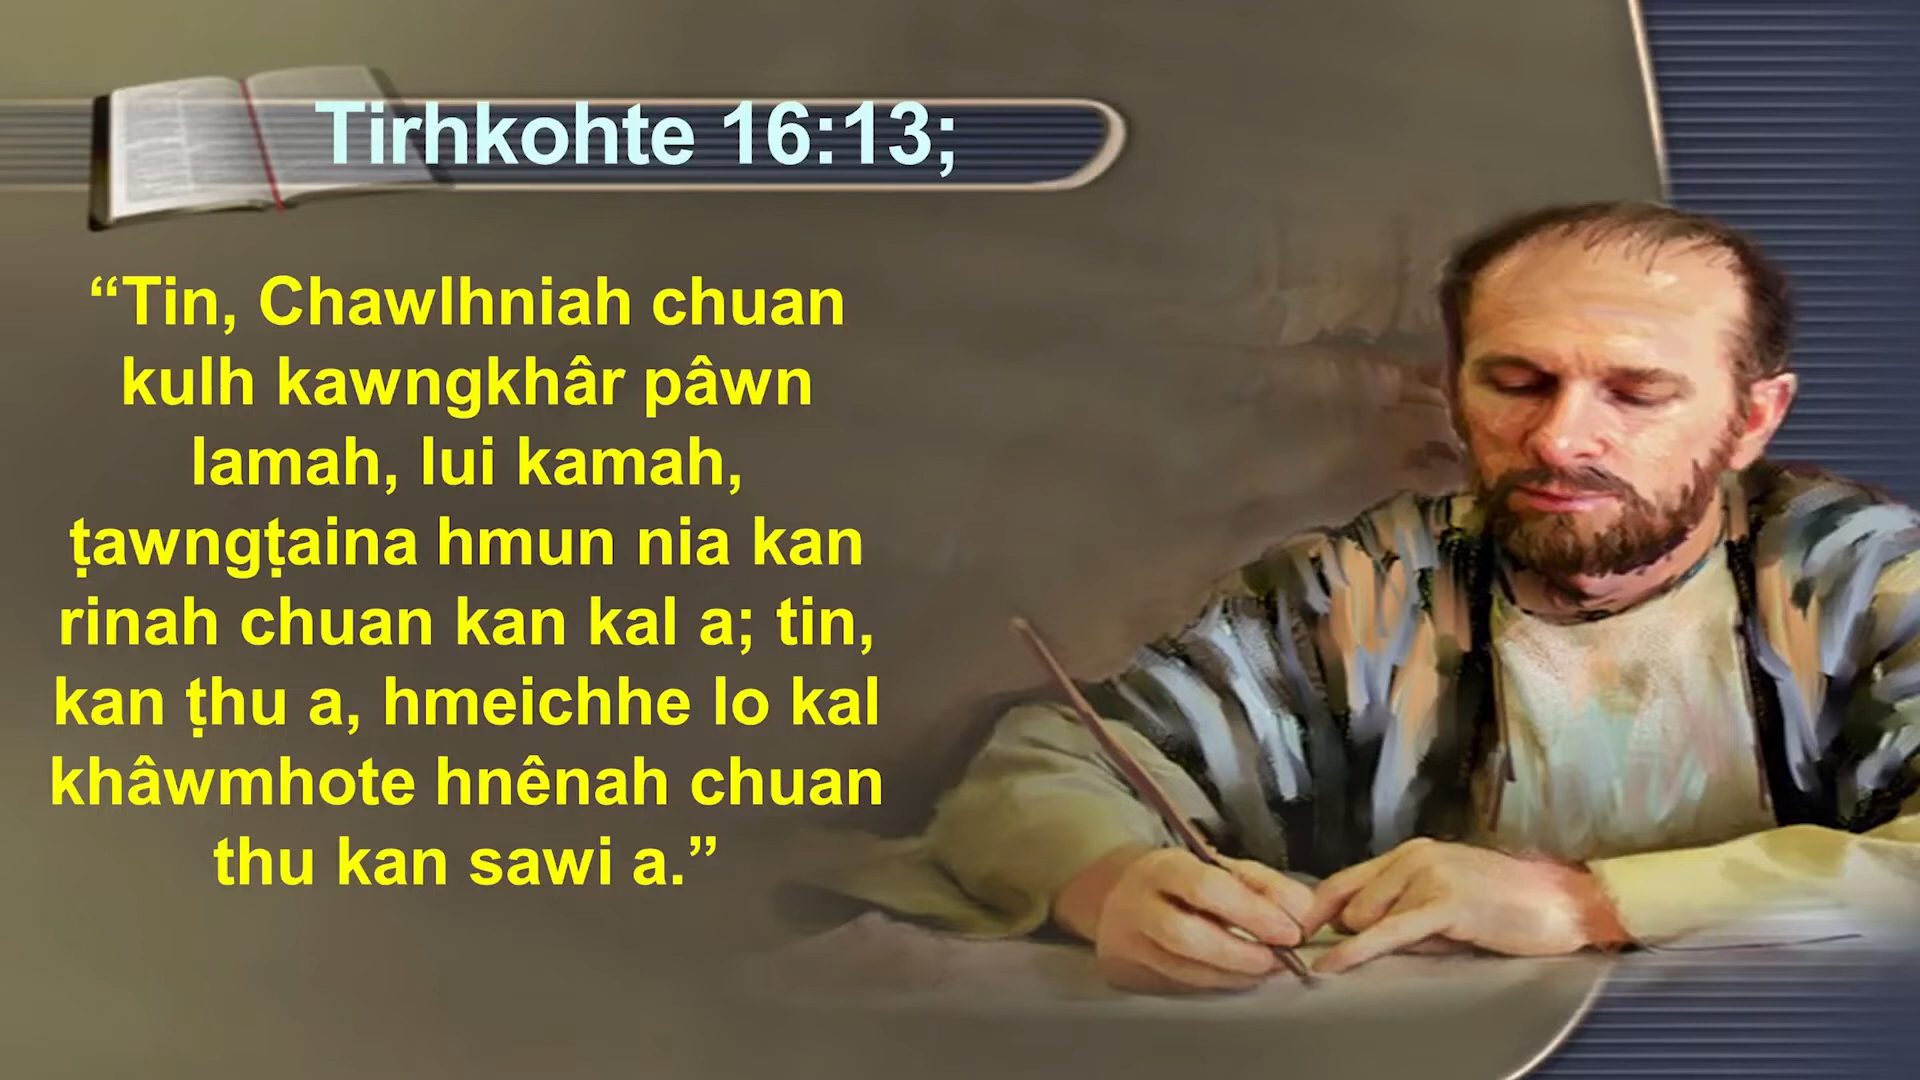 Tirhkohte 16:13;
“Tin, Chawlhniah chuan
kulh kawngkhâr pâwn
lamah, lui kamah,
ṭawngṭaina hmun nia kan
rinah chuan kan kal a; tin,
kan ṭhu a, hmeichhe lo kal
khâwmhote hnênah chuan
thu kan sawi a.”